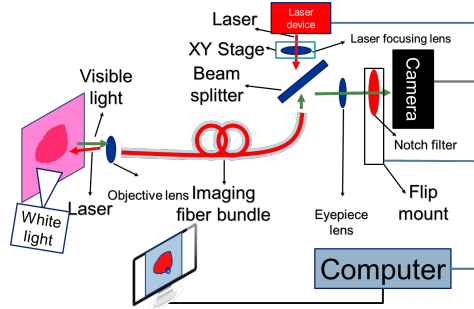 Laser
Laser
device
XY Stage
Laser focusing lens
Beam
splitter
Visible
light
Camera
Notch filter
Objective lens
Imaging
fiber bundle
Laser
White
light
Eyepiece
lens
Flip
mount
Computer